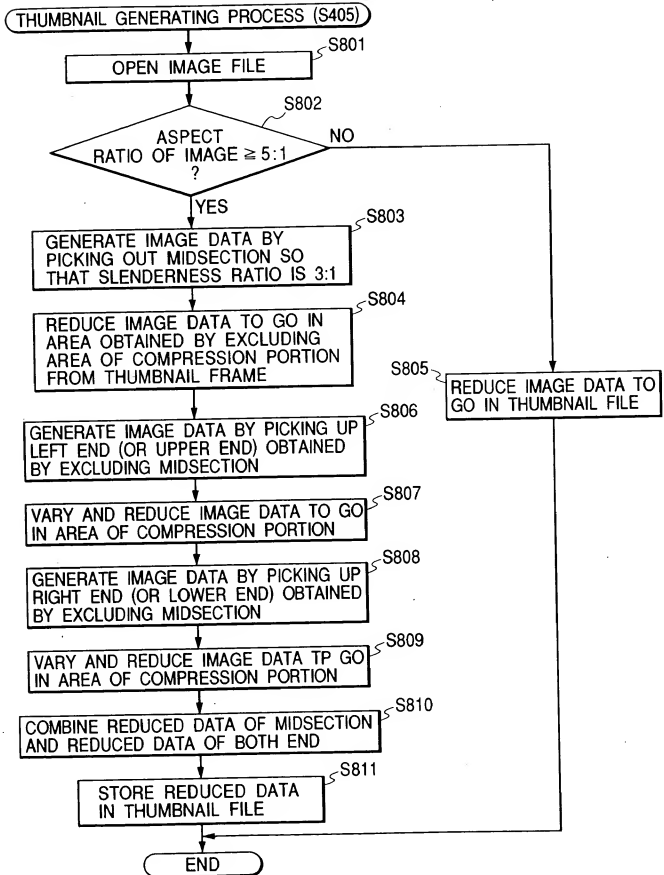 THUMBNAIL GENERATING PROCESS (S405)
S801
OPEN IMAGE FILE
S802
ASPECT
RATIO OF IMAGE ≧ 5:1
?
NO
YES
S803
GENERATE IMAGE DATA BY
PICKING OUT MIDSECTION SO
THAT SLENDERNESS RATIO IS 3:1
S804
REDUCE IMAGE DATA TO GO IN
AREA OBTAINED BY EXCLUDING
AREA OF COMPRESSION PORTION
FROM THUMBNAIL FRAME
S805
REDUCE IMAGE DATA TO
GO IN THUMBNAIL FILE
S806
GENERATE IMAGE DATA BY PICKING UP
LEFT END (OR UPPER END) OBTAINED
BY EXCLUDING MIDSECTION
S807
VARY AND REDUCE IMAGE DATA TO GO
IN AREA OF COMPRESSION PORTION
S808
GENERATE IMAGE DATA BY PICKING UP
RIGHT END (OR LOWER END) OBTAINED
BY EXCLUDING MIDSECTION
S809
VARY AND REDUCE IMAGE DATA TP GO
IN AREA OF COMPRESSION PORTION
S810
COMBINE REDUCED DATA OF MIDSECTION
AND REDUCED DATA OF BOTH END
S811
STORE REDUCED DATA
IN THUMBNAIL FILE
END